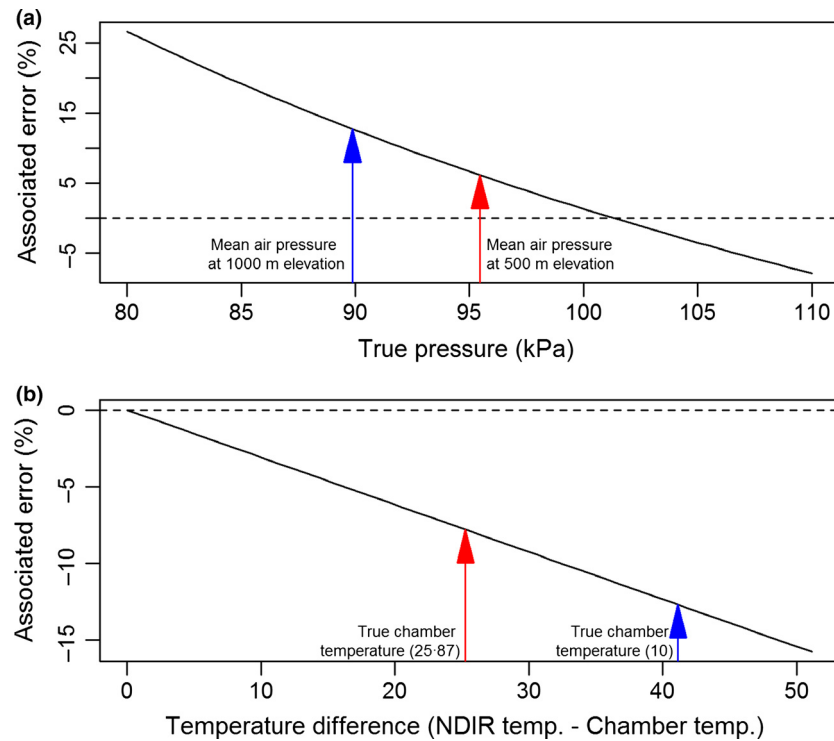 (a)
Associated error (%)
25
15
5
−5
Mean air pressure
at 1000 m elevation
Mean air pressure
at 500 m elevation
80 85 90 95 100 105 110
True pressure (kPa)
(b)
Associated error (%)
0
−5
−10
−15
True chamber
temperature (25·87)
True chamber
temperature (10)
0 10 20 30 40 50
Temperature difference (NDIR temp. - Chamber temp.)